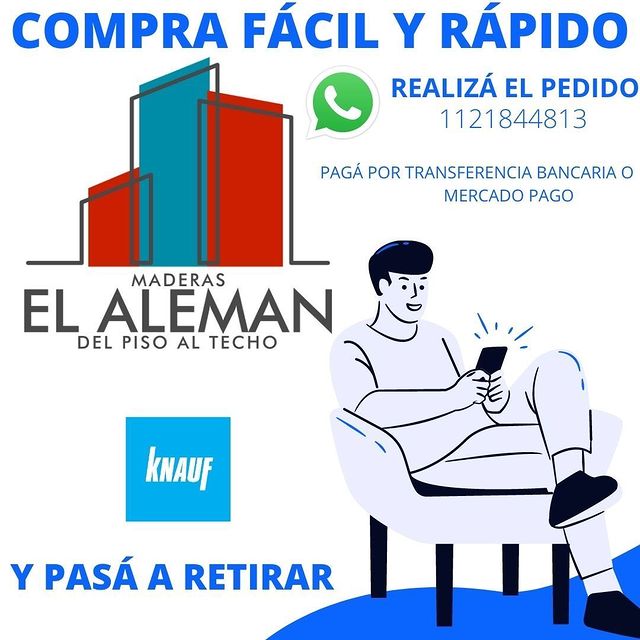 COMPRA FÁCIL Y RÁPIDO
REALIZÁ EL PEDIDO
1121844813
PAGÁ POR TRANSFERENCIA BANCARIA O
MERCADO PAGO
MADERAS
EL ALEMAN
DEL PISO AL TECHO
KNAUF
Y PASÁ A RETIRAR